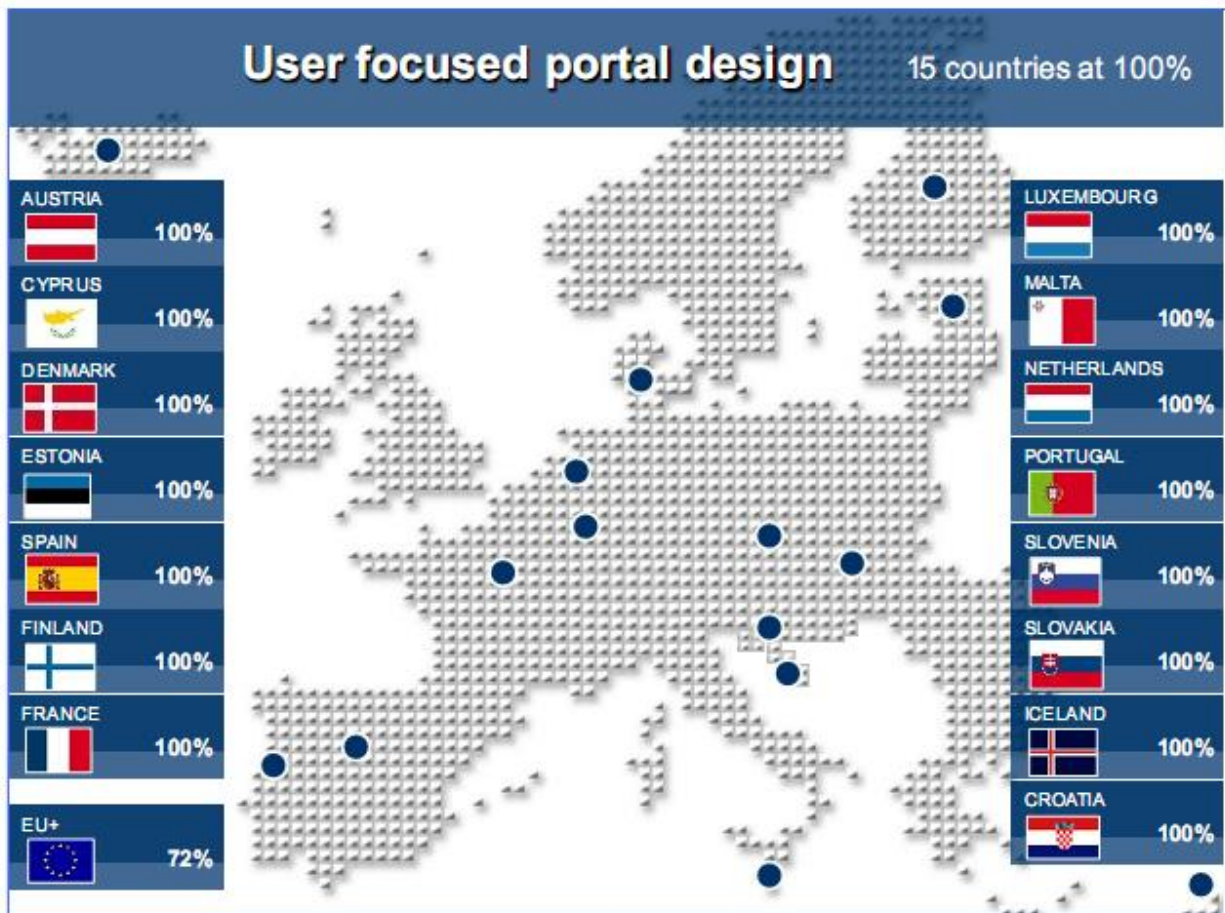 User focused portal design
15 countries at 100%
AUSTRIA
100%
CYPRUS
100%
DENMARK
100%
ESTONIA
100%
SPAIN
100%
FINLAND
100%
FRANCE
100%
EU+
72%
LUXEMBOURG
100%
MALTA
100%
NETHERLANDS
100%
PORTUGAL
100%
SLOVENIA
100%
SLOVAKIA
100%
ICELAND
100%
CROATIA
100%